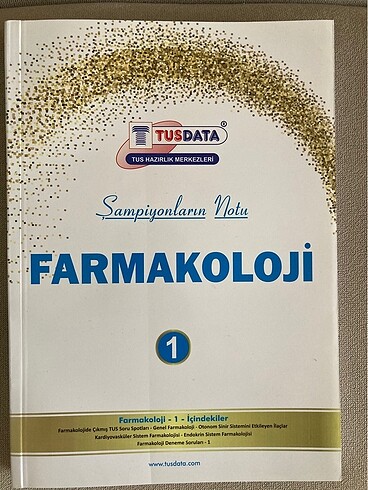 TUSDATA®
TUS HAZIRLIK MERKEZLERİ
Şampiyonların Notu
FARMAKOLOJİ
1
Farmakoloji - 1 - İçindekiler
Farmakolojide Çıkmış TUS Soru Spotları - Genel Farmakoloji - Otonom Sinir Sistemini Etkileyen İlaçlar
Kardiyovasküler Sistem Farmakolojisi - Endokrin Sistem Farmakolojisi
Farmakoloji Deneme Soruları - 1
www.tusdata.com